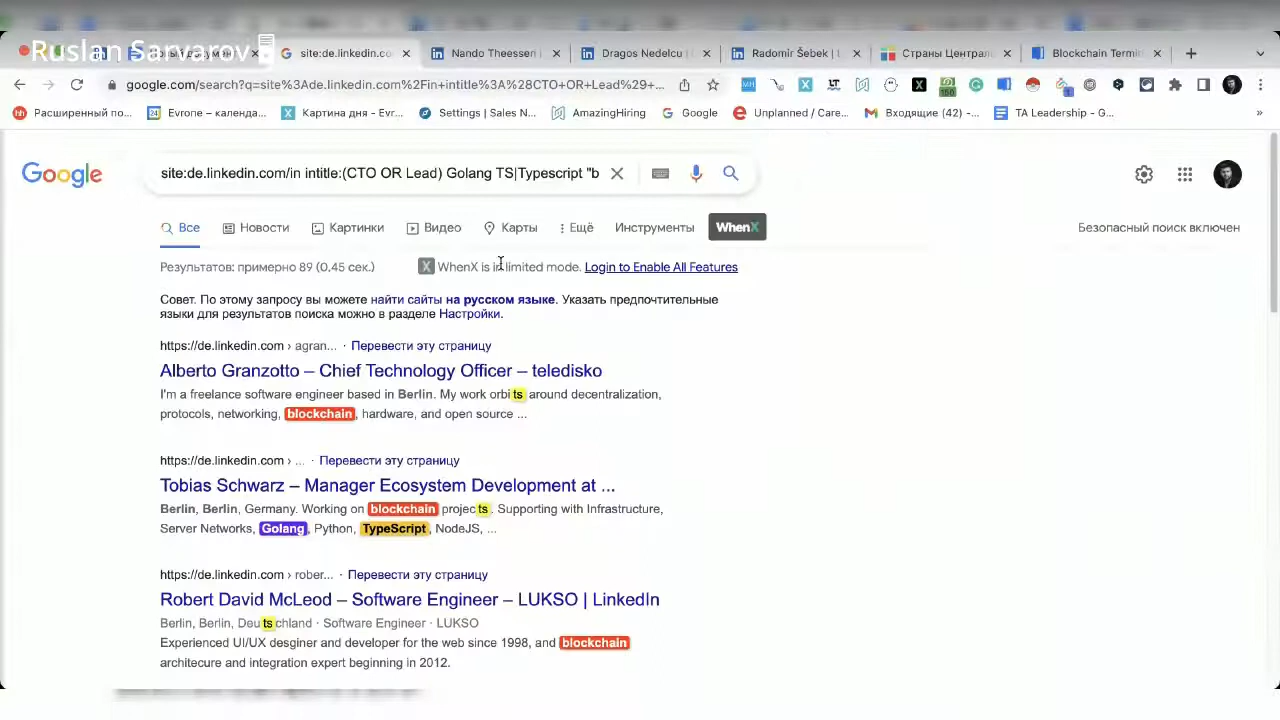 Ruslan Sarvarov
site:de.linkedin.co
Nando Theessen
Dragos Nedelcu
Radomir Šebek | L
Страны Централ
Blockchain Termi
google.com/search?q=site%3Ade.linkedin.com%2Fin+intitle%3A%28CTO+OR+Lead%29+...
Расширенный по...
Evrone – календа...
Картина дня - Evr...
Settings | Sales N...
AmazingHiring
Google
Unplanned / Care...
Входящие (42) -...
TA Leadership - G...
»
Google
site:de.linkedin.com/in intitle:(CTO OR Lead) Golang TS|Typescript "b
Все
Новости
Картинки
Видео
Карты
Ещё
Инструменты
WhenX
Безопасный поиск включен
Результатов: примерно 89 (0,45 сек.)
X WhenX is in limited mode. Login to Enable All Features
Совет. По этому запросу вы можете найти сайты на русском языке. Указать предпочтительные
языки для результатов поиска можно в разделе Настройки.
https://de.linkedin.com › agran... · Перевести эту страницу
Alberto Granzotto – Chief Technology Officer – teledisko
I'm a freelance software engineer based in Berlin. My work orbits around decentralization,
protocols, networking, blockchain, hardware, and open source ...
https://de.linkedin.com › ... · Перевести эту страницу
Tobias Schwarz – Manager Ecosystem Development at ...
Berlin, Berlin, Germany. Working on blockchain projects. Supporting with Infrastructure,
Server Networks, Golang, Python, TypeScript, NodeJS, ...
https://de.linkedin.com › rober... · Перевести эту страницу
Robert David McLeod – Software Engineer – LUKSO | LinkedIn
Berlin, Berlin, Deutschland · Software Engineer · LUKSO
Experienced UI/UX desginer and developer for the web since 1998, and blockchain
architecure and integration expert beginning in 2012.